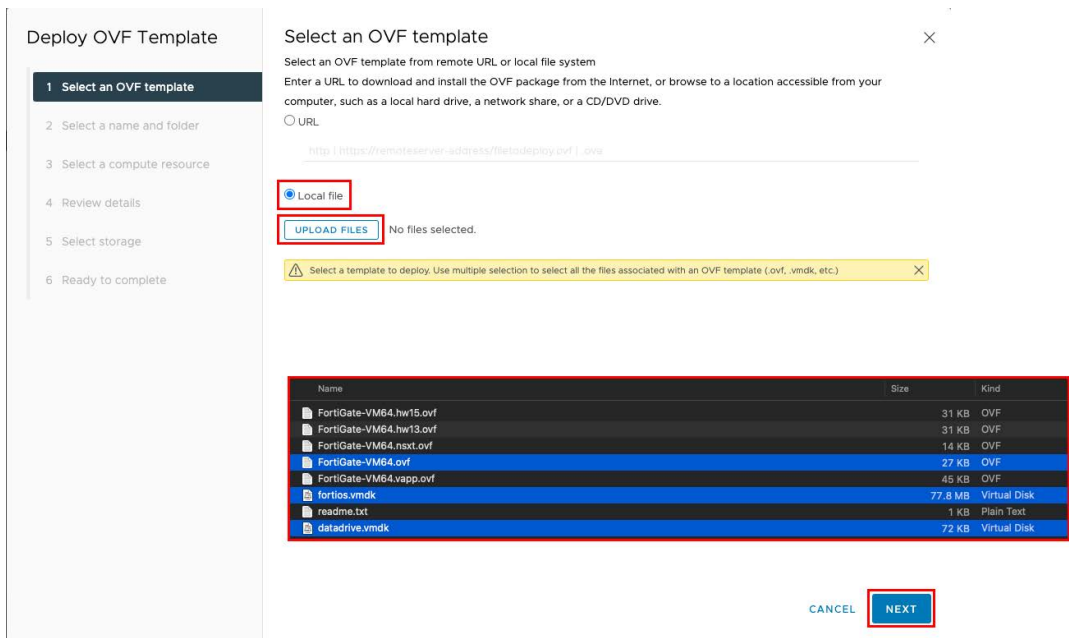 Deploy OVF Template
1 Select an OVF template
2 Select a name and folder
3 Select a compute resource
4 Review details
5 Select storage
6 Ready to complete
Select an OVF template
Select an OVF template from remote URL or local file system
Enter a URL to download and install the OVF package from the Internet, or browse to a location accessible from your
computer, such as a local hard drive, a network share, or a CD/DVD drive.
URL
http | https://remoteserver-address/filetodeploy.ovf | .ova
Local file
UPLOAD FILES No files selected.
Select a template to deploy. Use multiple selection to select all the files associated with an OVF template (.ovf, .vmdk, etc.)
Name Size Kind
FortiGate-VM64.hw15.ovf 31 KB OVF
FortiGate-VM64.hw13.ovf 31 KB OVF
FortiGate-VM64.nsxt.ovf 14 KB OVF
FortiGate-VM64.ovf 27 KB OVF
FortiGate-VM64.vapp.ovf 45 KB OVF
fortios.vmdk 77.8 MB Virtual Disk
readme.txt 1 KB Plain Text
datadrive.vmdk 72 KB Virtual Disk
CANCEL NEXT